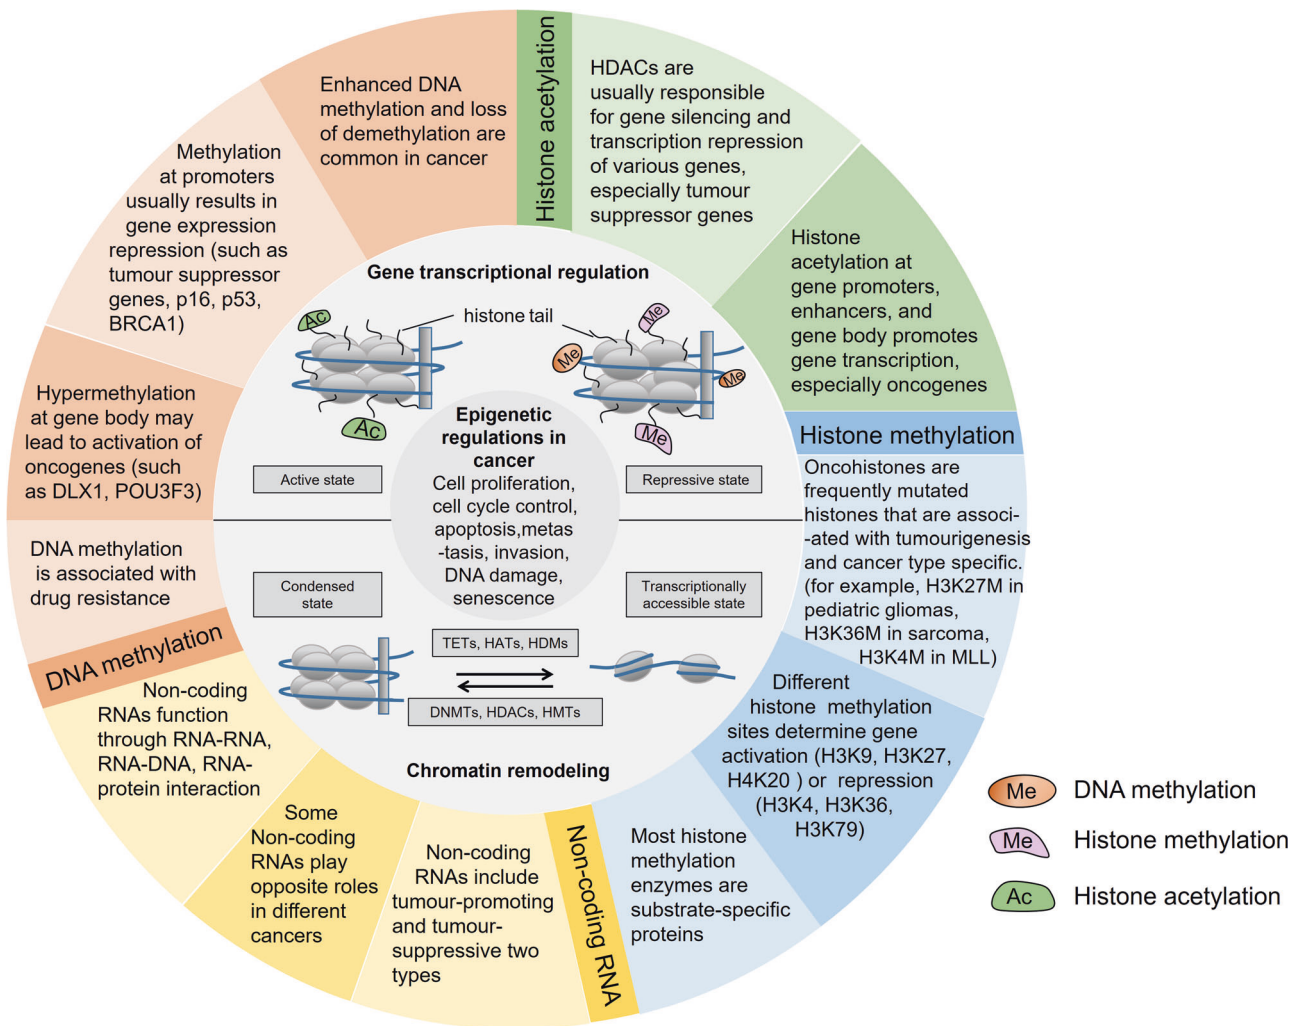 Enhanced DNA
methylation and loss
of demethylation are
common in cancer
Methylation
at promoters
usually results in
gene expression
repression (such as
tumour suppressor
genes, p16, p53,
BRCA1)
Hypermethylation
at gene body may
lead to activation of
oncogenes (such
as DLX1, POU3F3)
DNA methylation
is associated with
drug resistance
DNA methylation
Histone acetylation
HDACs are
usually responsible
for gene silencing and
transcription repression
of various genes,
especially tumour
suppressor genes
Histone
acetylation at
gene promoters,
enhancers, and
gene body promotes
gene transcription,
especially oncogenes
Histone methylation
Oncohistones are
frequently mutated
histones that are associ-
-ated with tumourigenesis
and cancer type specific.
(for example, H3K27M in
pediatric gliomas,
H3K36M in sarcoma,
H3K4M in MLL)
Different
histone methylation
sites determine gene
activation (H3K9, H3K27,
H4K20 ) or repression
(H3K4, H3K36,
H3K79)
Most histone
methylation
enzymes are
substrate-specific
proteins
Non-coding RNA
Non-coding
RNAs include
tumour-promoting
and tumour-
suppressive two
types
Some
Non-coding
RNAs play
opposite roles
in different
cancers
Non-coding
RNAs function
through RNA-RNA,
RNA-DNA, RNA-
protein interaction
Gene transcriptional regulation
histone tail
Ac
Ac
Me
Me
Me
Me
Active state
Repressive state
Epigenetic
regulations in
cancer
Cell proliferation,
cell cycle control,
apoptosis,metas
-tasis, invasion,
DNA damage,
senescence
Condensed
state
Transcriptionally
accessible state
TETs, HATs, HDMs
DNMTs, HDACs, HMTs
Chromatin remodeling
Me DNA methylation
Me Histone methylation
Ac Histone acetylation